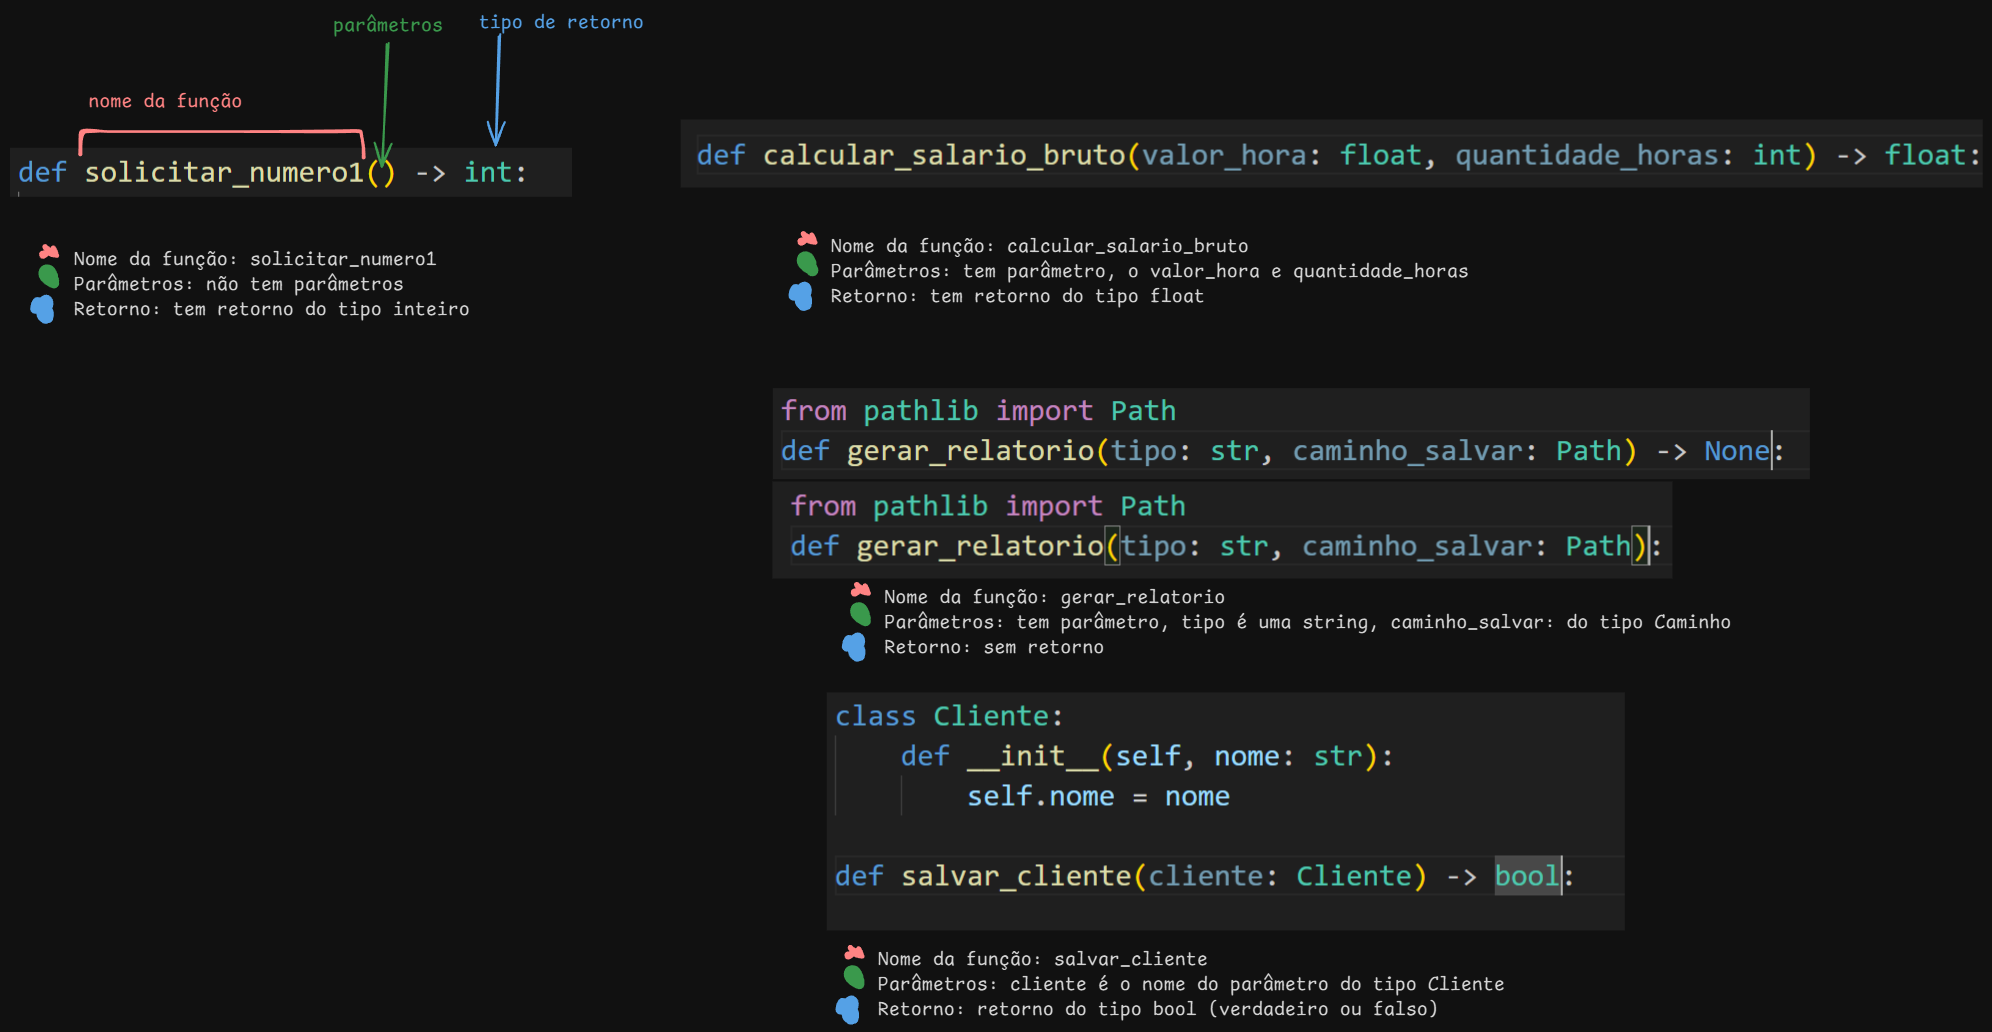 parâmetros
tipo de retorno
nome da função
def solicitar_numero1() -> int:
Nome da função: solicitar_numero1
Parâmetros: não tem parâmetros
Retorno: tem retorno do tipo inteiro
def calcular_salario_bruto(valor_hora: float, quantidade_horas: int) -> float:
Nome da função: calcular_salario_bruto
Parâmetros: tem parâmetro, o valor_hora e quantidade_horas
Retorno: tem retorno do tipo float
from pathlib import Path
def gerar_relatorio(tipo: str, caminho_salvar: Path) -> None:
from pathlib import Path
def gerar_relatorio(tipo: str, caminho_salvar: Path):
Nome da função: gerar_relatorio
Parâmetros: tem parâmetro, tipo é uma string, caminho_salvar: do tipo Caminho
Retorno: sem retorno
class Cliente:
def __init__(self, nome: str):
self.nome = nome
def salvar_cliente(cliente: Cliente) -> bool:
Nome da função: salvar_cliente
Parâmetros: cliente é o nome do parâmetro do tipo Cliente
Retorno: retorno do tipo bool (verdadeiro ou falso)